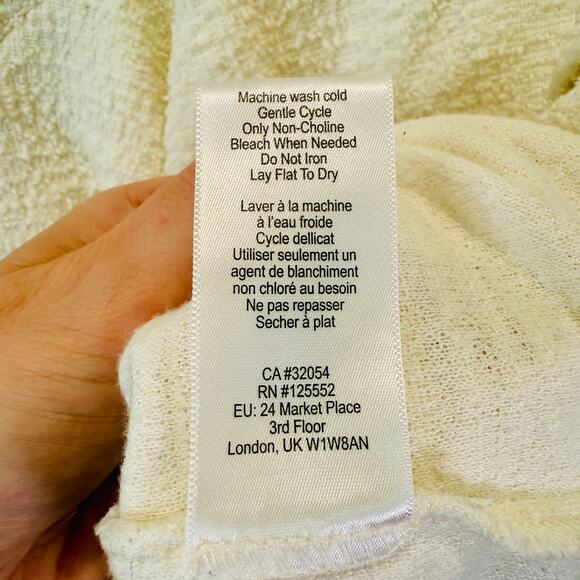 Machine wash cold
Gentle Cycle
Only Non-Choline
Bleach When Needed
Do Not Iron
Lay Flat To Dry
Laver à la machine
à l'eau froide
Cycle dellicat
Utiliser seulement un
agent de blanchiment
non chloré au besoin
Ne pas repasser
Secher à plat
CA #32054
RN #125552
EU: 24 Market Place
3rd Floor
London, UK W1W8AN